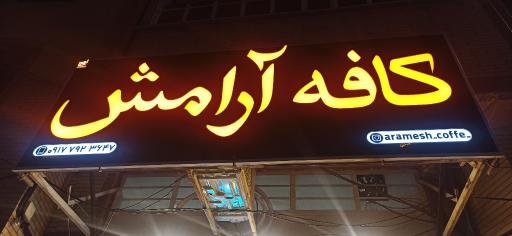 کافه آرامش
aramesh_coffe_
۰۹۱۷ ۷۹۲ ۳۶۴۷